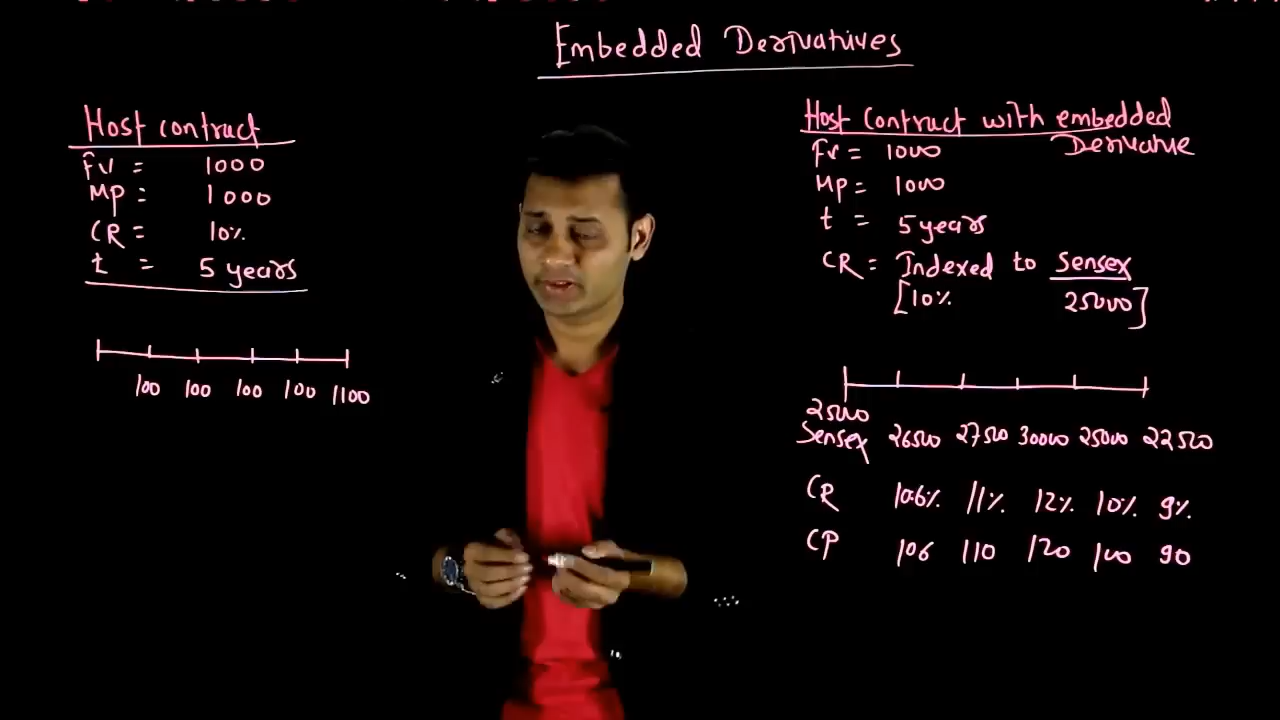 Embedded Derivatives
Host contract
FV = 1000
MP = 1000
CR = 10%
t = 5 years
100 100 100 100 1100
Host Contract with embedded
Derivative
FV = 1000
MP = 1000
t = 5 years
CR = Indexed to Sensex
[10% 25000]
25000
Sensex 26500 27500 30000 25000 22500
CR 10.6% 11% 12% 10% 9%
CP 106 110 120 100 90